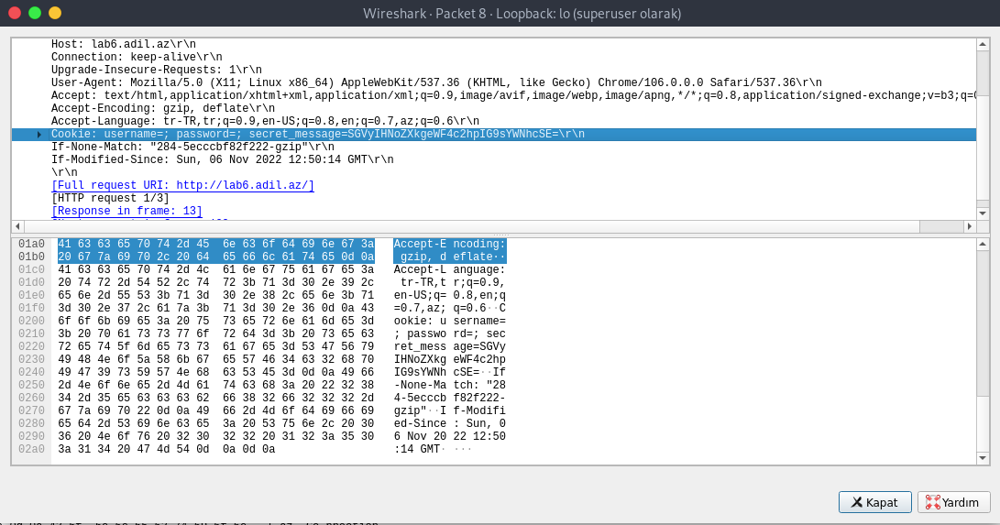 Wireshark · Packet 8 · Loopback: lo (superuser olarak)
Host: lab6.adil.az\r\n
Connection: keep-alive\r\n
Upgrade-Insecure-Requests: 1\r\n
User-Agent: Mozilla/5.0 (X11; Linux x86_64) AppleWebKit/537.36 (KHTML, like Gecko) Chrome/106.0.0.0 Safari/537.36\r\n
Accept: text/html,application/xhtml+xml,application/xml;q=0.9,image/avif,image/webp,image/apng,*/*;q=0.8,application/signed-exchange;v=b3;q=0
Accept-Encoding: gzip, deflate\r\n
Accept-Language: tr-TR,tr;q=0.9,en-US;q=0.8,en;q=0.7,az;q=0.6\r\n
Cookie: username=; password=; secret_message=SGVyIHNoZXkgeWF4c2hpIG9sYWNhcSE=\r\n
If-None-Match: "284-5ecccbf82f222-gzip"\r\n
If-Modified-Since: Sun, 06 Nov 2022 12:50:14 GMT\r\n
\r\n
[Full request URI: http://lab6.adil.az/]
[HTTP request 1/3]
[Response in frame: 13]
01a0 41 63 63 65 70 74 2d 45 6e 63 6f 64 69 6e 67 3a Accept-E ncoding:
01b0 20 67 7a 69 70 2c 20 64 65 66 6c 61 74 65 0d 0a gzip, d eflate··
01c0 41 63 63 65 70 74 2d 4c 61 6e 67 75 61 67 65 3a Accept-L anguage:
01d0 20 74 72 2d 54 52 2c 74 72 3b 71 3d 30 2e 39 2c tr-TR,t r;q=0.9,
01e0 65 6e 2d 55 53 3b 71 3d 30 2e 38 2c 65 6e 3b 71 en-US;q= 0.8,en;q
01f0 3d 30 2e 37 2c 61 7a 3b 71 3d 30 2e 36 0d 0a 43 =0.7,az; q=0.6··C
0200 6f 6f 6b 69 65 3a 20 75 73 65 72 6e 61 6d 65 3d ookie: u sername=
0210 3b 20 70 61 73 73 77 6f 72 64 3d 3b 20 73 65 63 ; passwo rd=; sec
0220 72 65 74 5f 6d 65 73 73 61 67 65 3d 53 47 56 79 ret_mess age=SGVy
0230 49 48 4e 6f 5a 58 6b 67 65 57 46 34 63 32 68 70 IHNoZXkg eWF4c2hp
0240 49 47 39 73 59 57 4e 68 63 53 45 3d 0d 0a 49 66 IG9sYWNh cSE=··If
0250 2d 4e 6f 6e 65 2d 4d 61 74 63 68 3a 20 22 32 38 -None-Ma tch: "28
0260 34 2d 35 65 63 63 63 62 66 38 32 66 32 32 32 2d 4-5ecccb f82f222-
0270 67 7a 69 70 22 0d 0a 49 66 2d 4d 6f 64 69 66 69 gzip"··I f-Modifi
0280 65 64 2d 53 69 6e 63 65 3a 20 53 75 6e 2c 20 30 ed-Since : Sun, 0
0290 36 20 4e 6f 76 20 32 30 32 32 20 31 32 3a 35 30 6 Nov 20 22 12:50
02a0 3a 31 34 20 47 4d 54 0d 0a 0d 0a :14 GMT· ···
Kapat Yardım